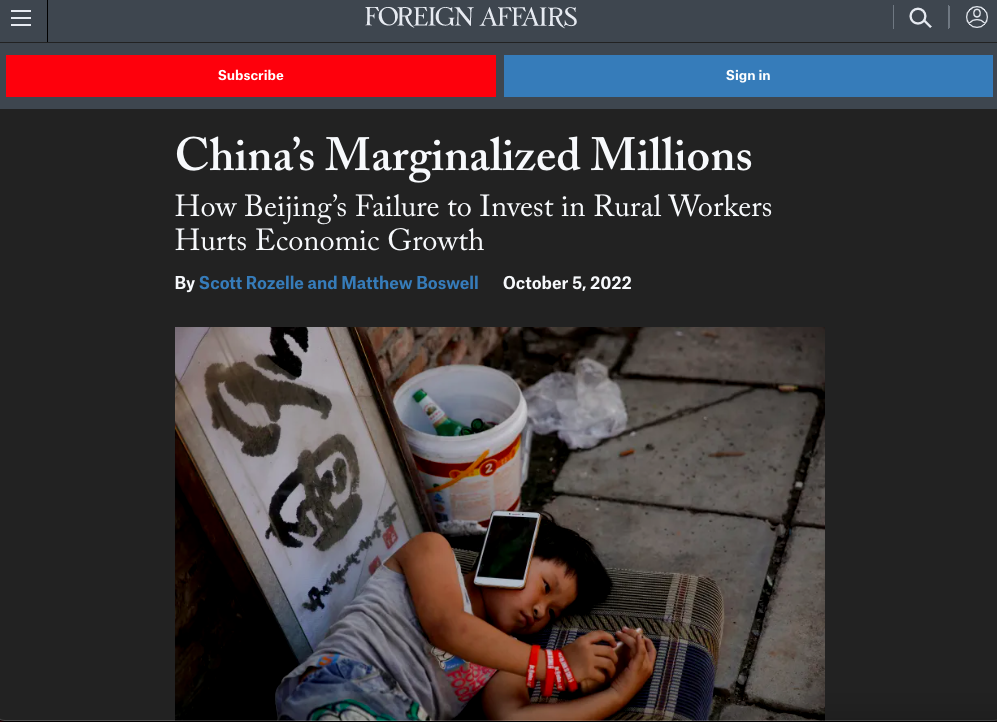 FOREIGN AFFAIRS
Subscribe
Sign in
China’s Marginalized Millions
How Beijing’s Failure to Invest in Rural Workers
Hurts Economic Growth
By Scott Rozelle and Matthew Boswell October 5, 2022
2